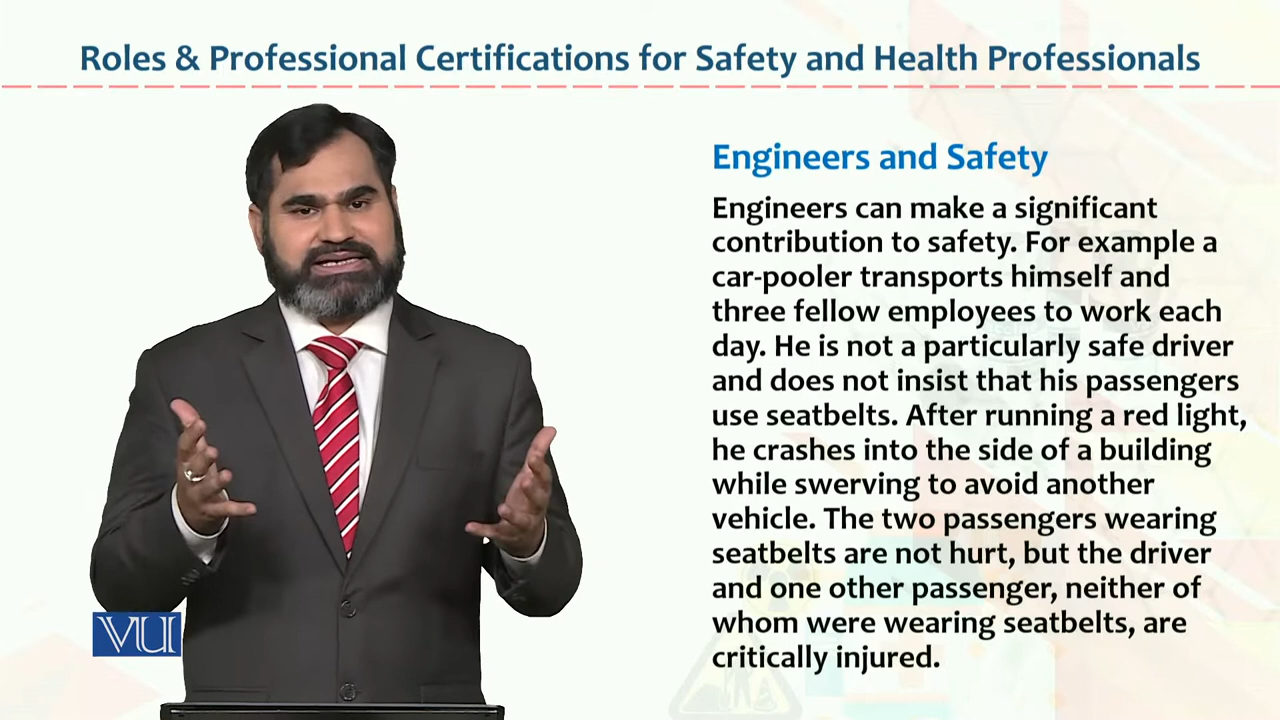 Roles & Professional Certifications for Safety and Health Professionals
Engineers and Safety
Engineers can make a significant
contribution to safety. For example a
car-pooler transports himself and
three fellow employees to work each
day. He is not a particularly safe driver
and does not insist that his passengers
use seatbelts. After running a red light,
he crashes into the side of a building
while swerving to avoid another
vehicle. The two passengers wearing
seatbelts are not hurt, but the driver
and one other passenger, neither of
whom were wearing seatbelts, are
critically injured.
VU